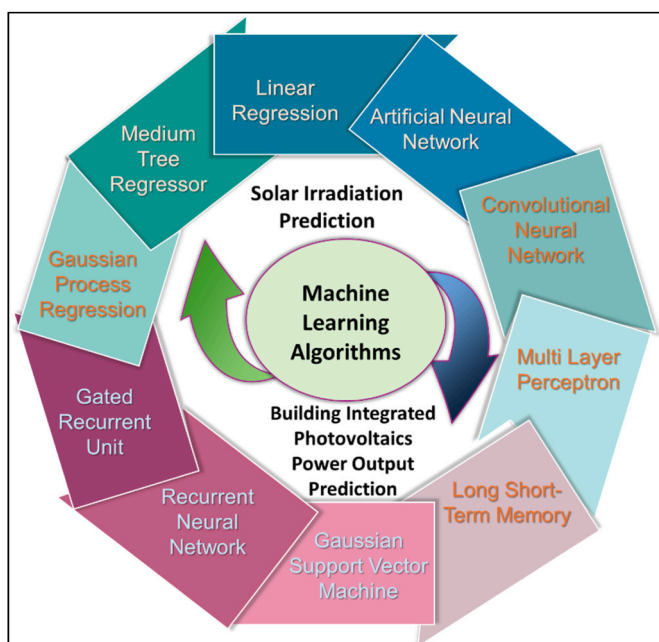 Linear
Regression
Artificial Neural
Network
Convolutional
Neural
Network
Multi Layer
Perceptron
Long Short-
Term Memory
Gaussian
Support Vector
Machine
Recurrent
Neural
Network
Gated
Recurrent
Unit
Gaussian
Process
Regression
Medium
Tree
Regressor
Solar Irradiation
Prediction
Machine
Learning
Algorithms
Building Integrated
Photovoltaics
Power Output
Prediction